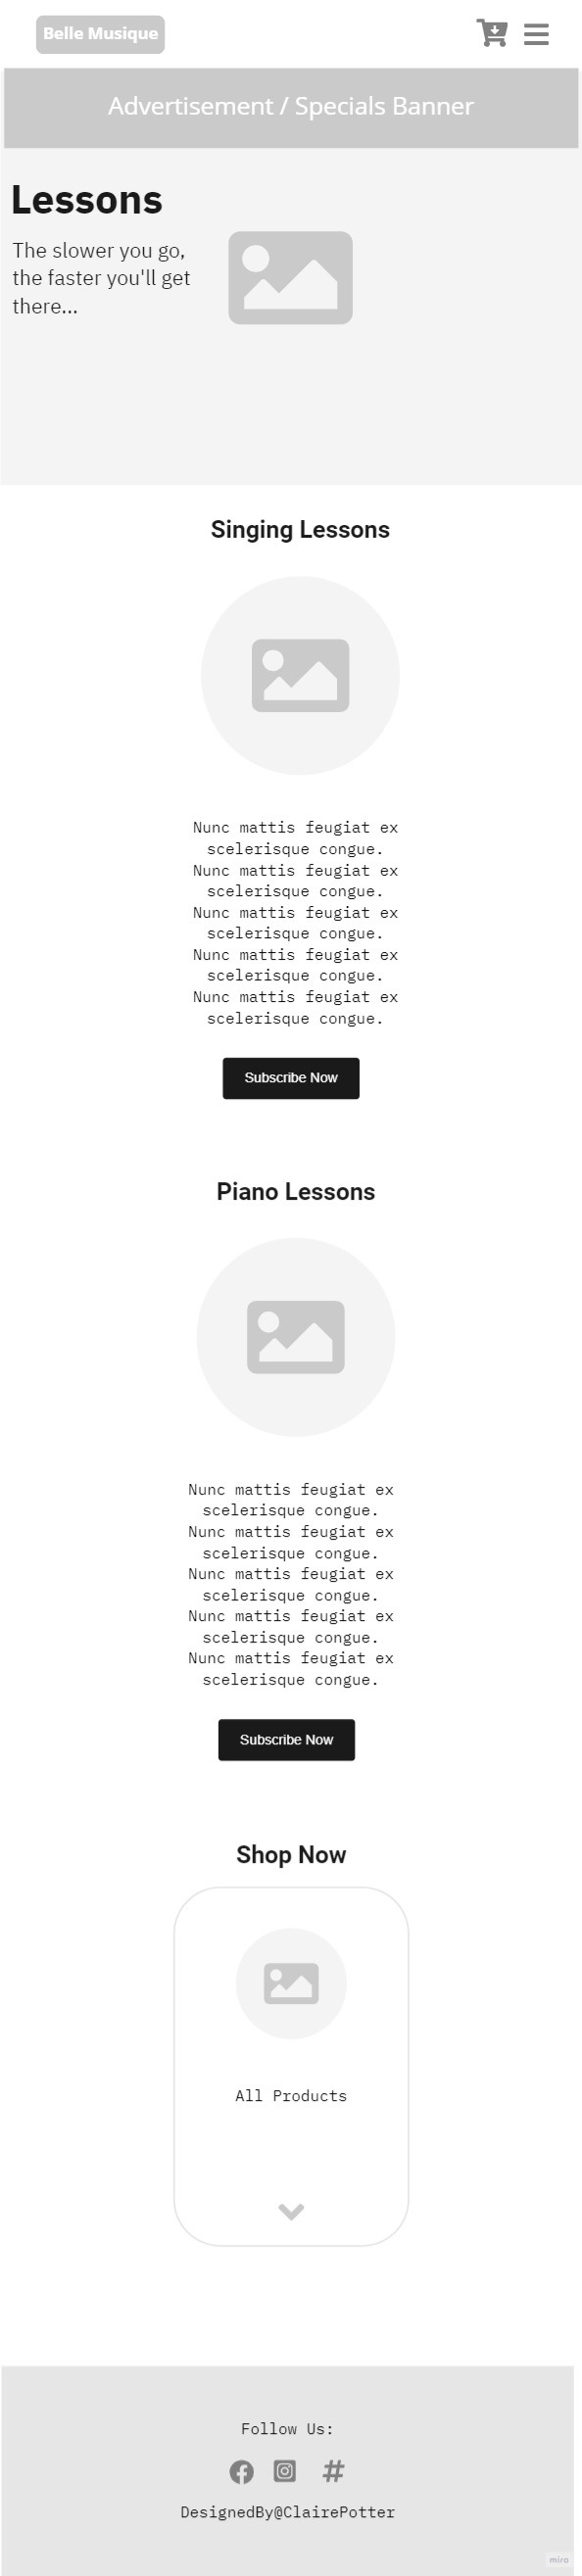 Belle Musique
Advertisement / Specials Banner
Lessons
The slower you go,
the faster you'll get
there...
Singing Lessons
Nunc mattis feugiat ex
scelerisque congue.
Nunc mattis feugiat ex
scelerisque congue.
Nunc mattis feugiat ex
scelerisque congue.
Nunc mattis feugiat ex
scelerisque congue.
Nunc mattis feugiat ex
scelerisque congue.
Subscribe Now
Piano Lessons
Nunc mattis feugiat ex
scelerisque congue.
Nunc mattis feugiat ex
scelerisque congue.
Nunc mattis feugiat ex
scelerisque congue.
Nunc mattis feugiat ex
scelerisque congue.
Nunc mattis feugiat ex
scelerisque congue.
Subscribe Now
Shop Now
All Products
Follow Us:
#
DesignedBy@ClairePotter
miro